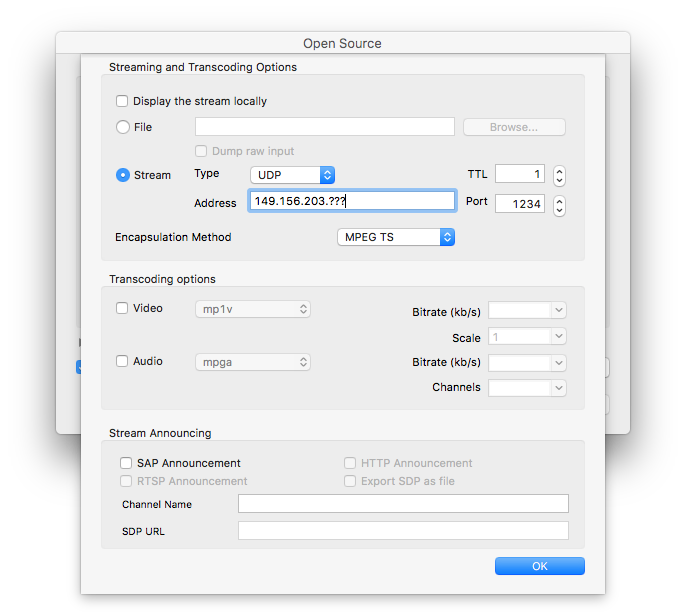 Open Source
Streaming and Transcoding Options
Display the stream locally
File Browse...
Dump raw input
Stream Type UDP TTL 1
Address 149.156.203.??? Port 1234
Encapsulation Method MPEG TS
Transcoding options
Video mp1v Bitrate (kb/s)
Scale 1
Audio mpga Bitrate (kb/s)
Channels
Stream Announcing
SAP Announcement HTTP Announcement
RTSP Announcement Export SDP as file
Channel Name
SDP URL
OK